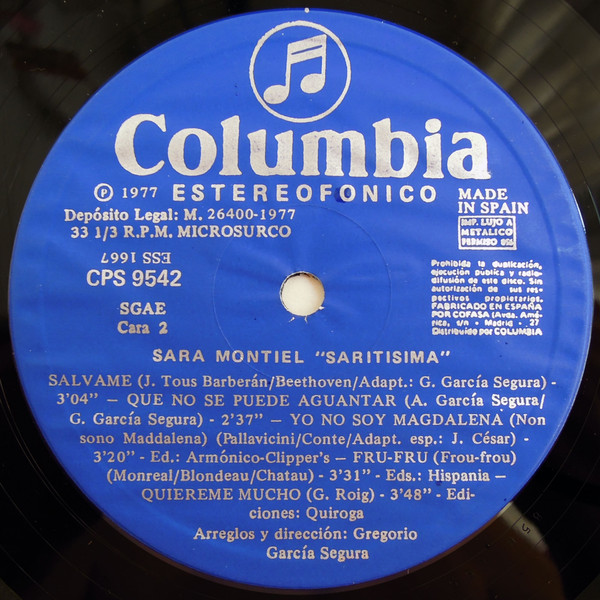 Columbia
Ⓟ 1977 ESTEREOFONICO
MADE
IN SPAIN
Depósito Legal: M. 26400-1977
33 1/3 R.P.M. MICROSURCO
IMP. LUJO A
METALICO
PERMISO 856
ESS 1667
CPS 9542
SGAE
Cara 2
Prohibida la duplicación,
ejecución pública y radio-
difusión de este disco. Sin
autorización de sus res-
pectivos propietarios.
FABRICADO EN ESPAÑA
POR COFASA (Avda. Amé-
rica, s/n - Madrid - 27
Distribuido por COLUMBIA
SARA MONTIEL "SARITISIMA"
SALVAME (J. Tous Barberán/Beethoven/Adapt.: G. García Segura) -
3'04" — QUE NO SE PUEDE AGUANTAR (A. García Segura/
G. García Segura) - 2'37" — YO NO SOY MAGDALENA (Non
sono Maddalena) (Pallavicini/Conte/Adapt. esp.: J. César) -
3'20" - Ed.: Armónico-Clipper's — FRU-FRU (Frou-frou)
(Monreal/Blondeau/Chatau) - 3'31" - Eds.: Hispania —
QUIEREME MUCHO (G. Roig) - 3'48" - Edi-
ciones: Quiroga
Arreglos y dirección: Gregorio
García Segura